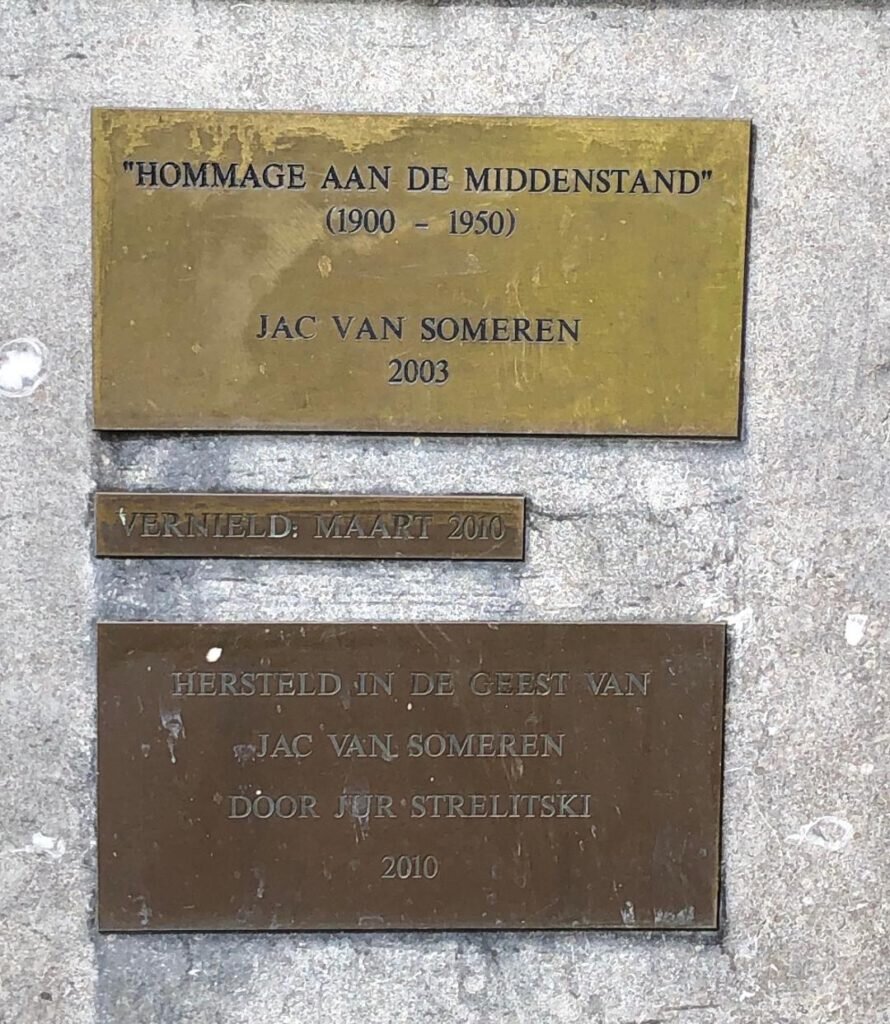 "HOMMAGE AAN DE MIDDENSTAND"
(1900 - 1950)
JAC VAN SOMEREN
2003
VERNIELD: MAART 2010
HERSTELD IN DE GEEST VAN
JAC VAN SOMEREN
DOOR JUR STRELITSKI
2010